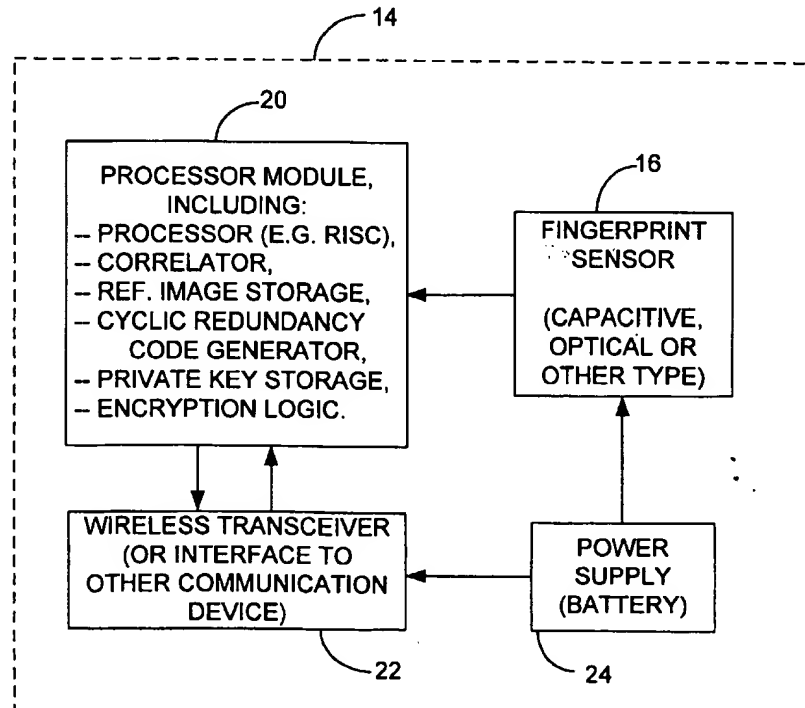 14
20
PROCESSOR MODULE,
INCLUDING:
-- PROCESSOR (E.G. RISC),
-- CORRELATOR,
-- REF. IMAGE STORAGE,
-- CYCLIC REDUNDANCY
CODE GENERATOR,
-- PRIVATE KEY STORAGE,
-- ENCRYPTION LOGIC.
16
FINGERPRINT
SENSOR
(CAPACITIVE,
OPTICAL OR
OTHER TYPE)
WIRELESS TRANSCEIVER
(OR INTERFACE TO
OTHER COMMUNICATION
DEVICE)
22
POWER
SUPPLY
(BATTERY)
24